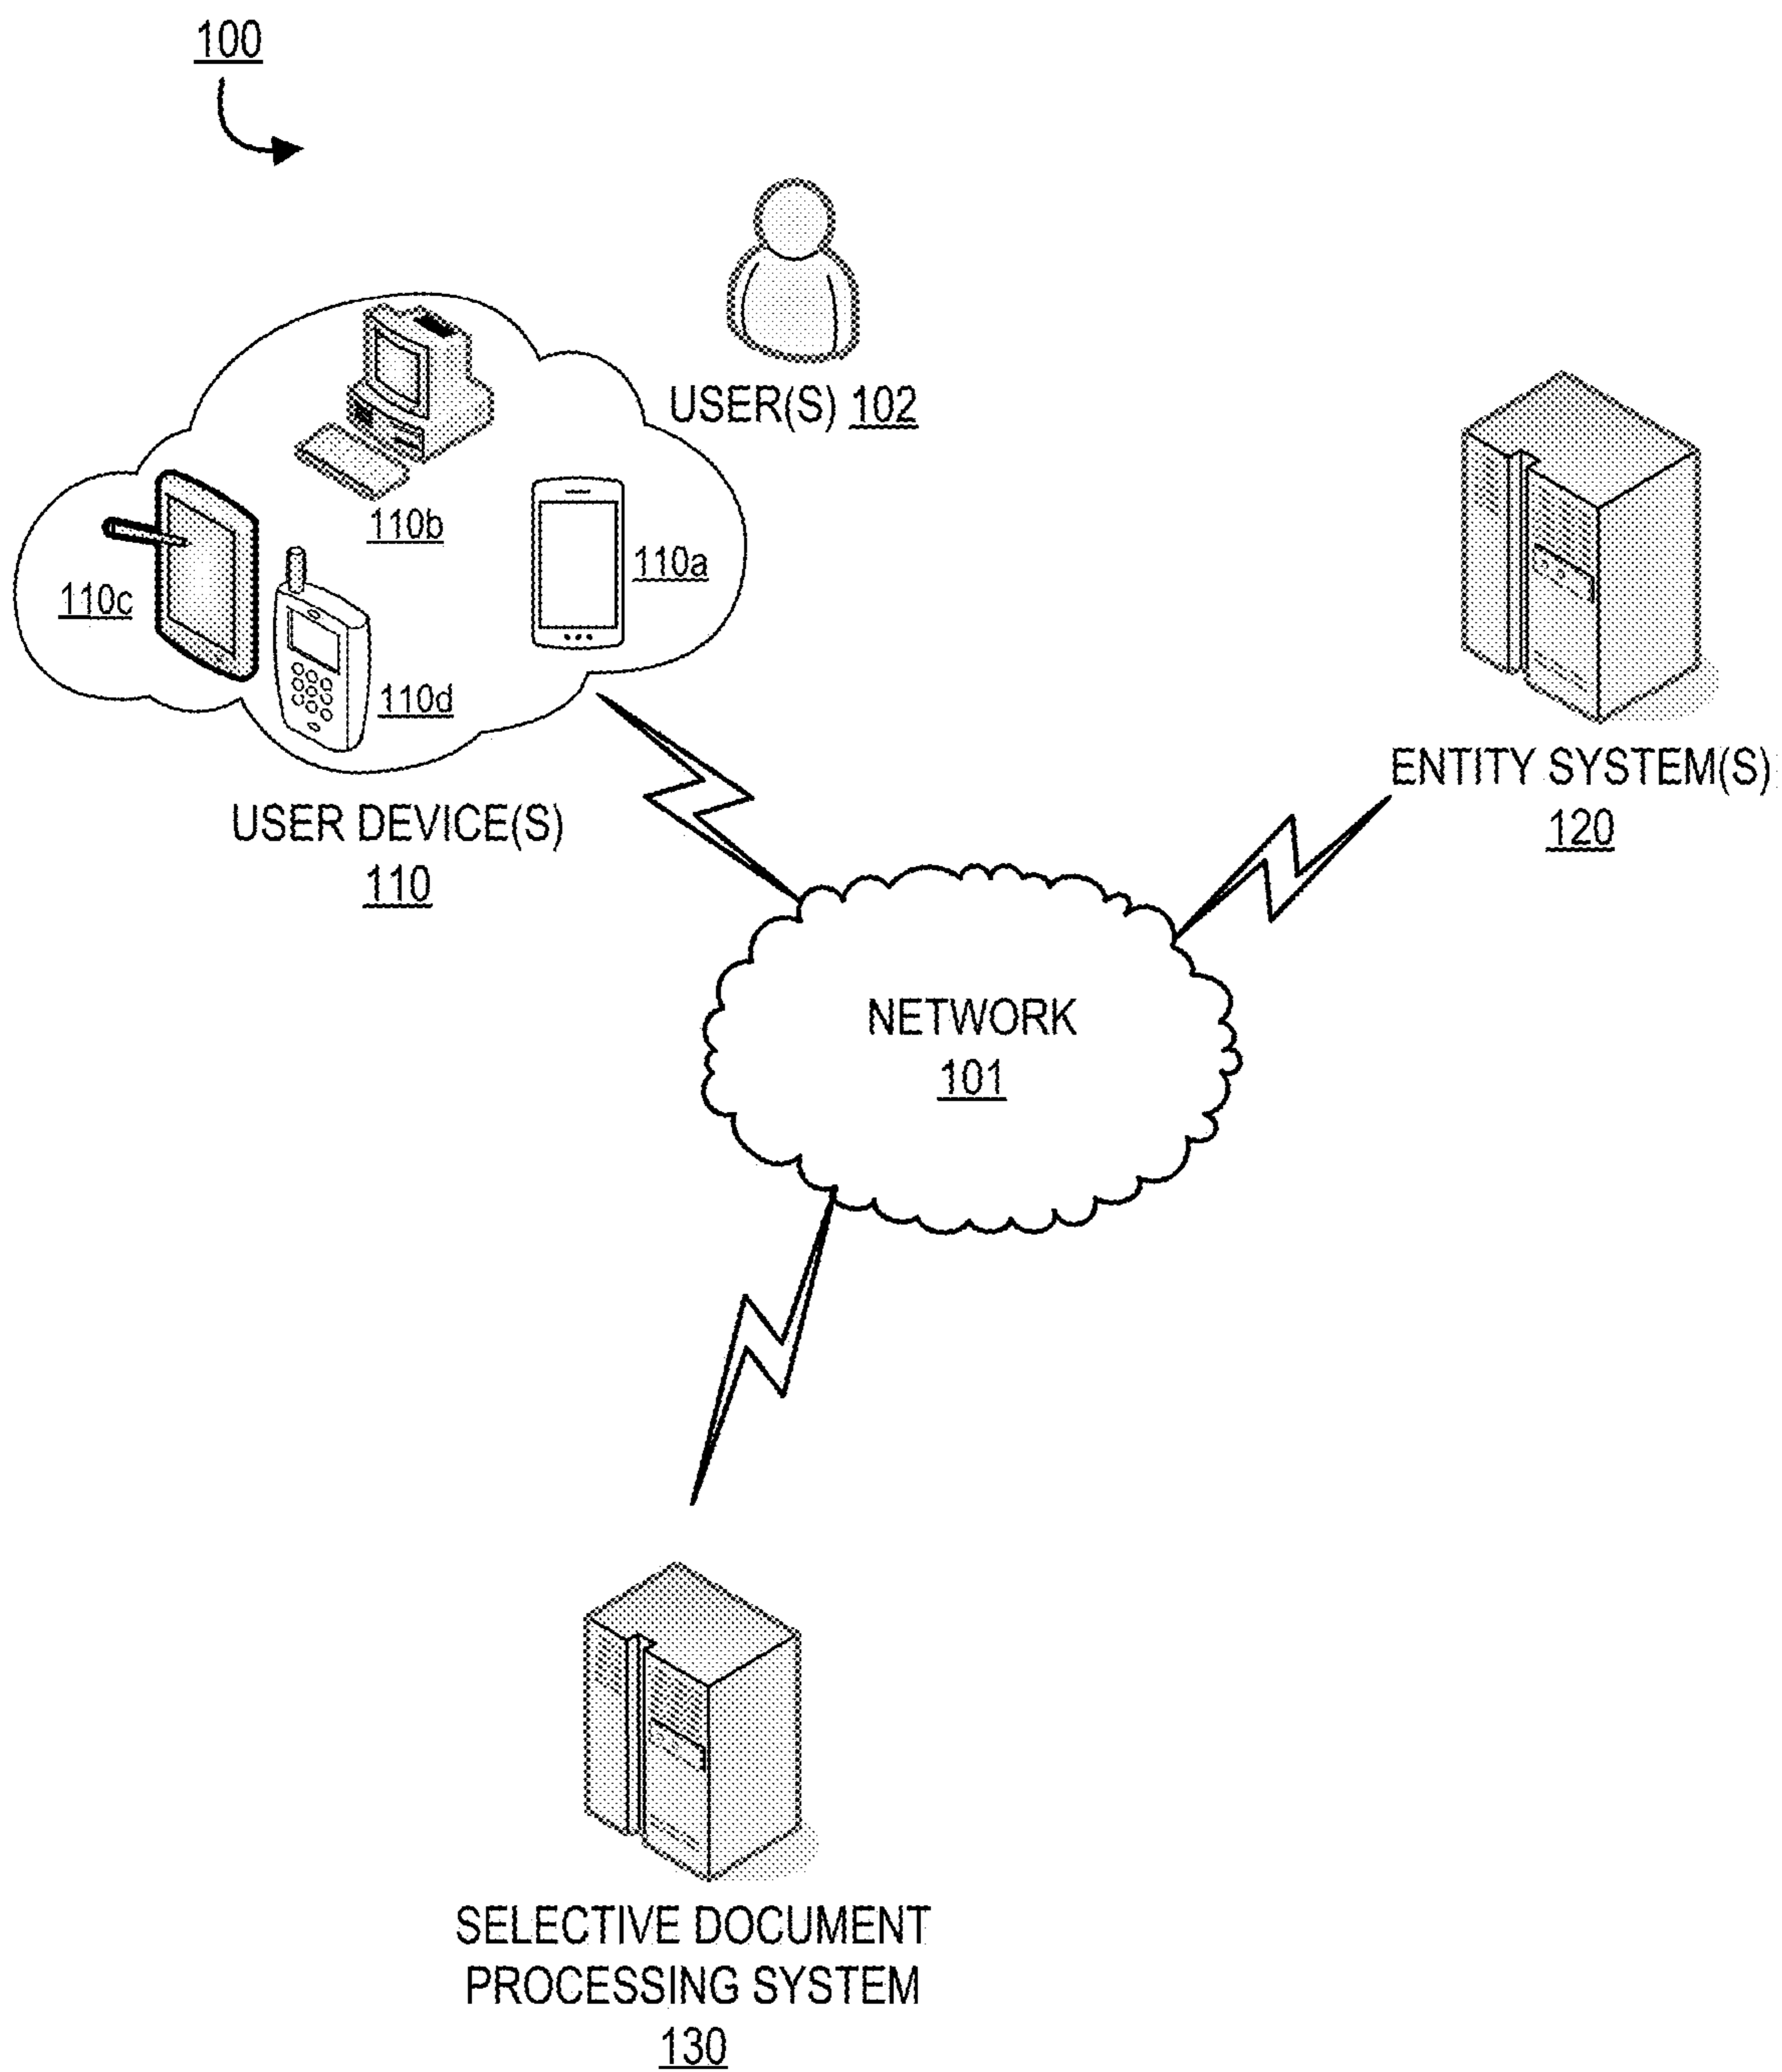 100
USER(S) 102
110b
110a
110c
110d
USER DEVICE(S)
110
ENTITY SYSTEM(S)
120
NETWORK
101
SELECTIVE DOCUMENT
PROCESSING SYSTEM
130